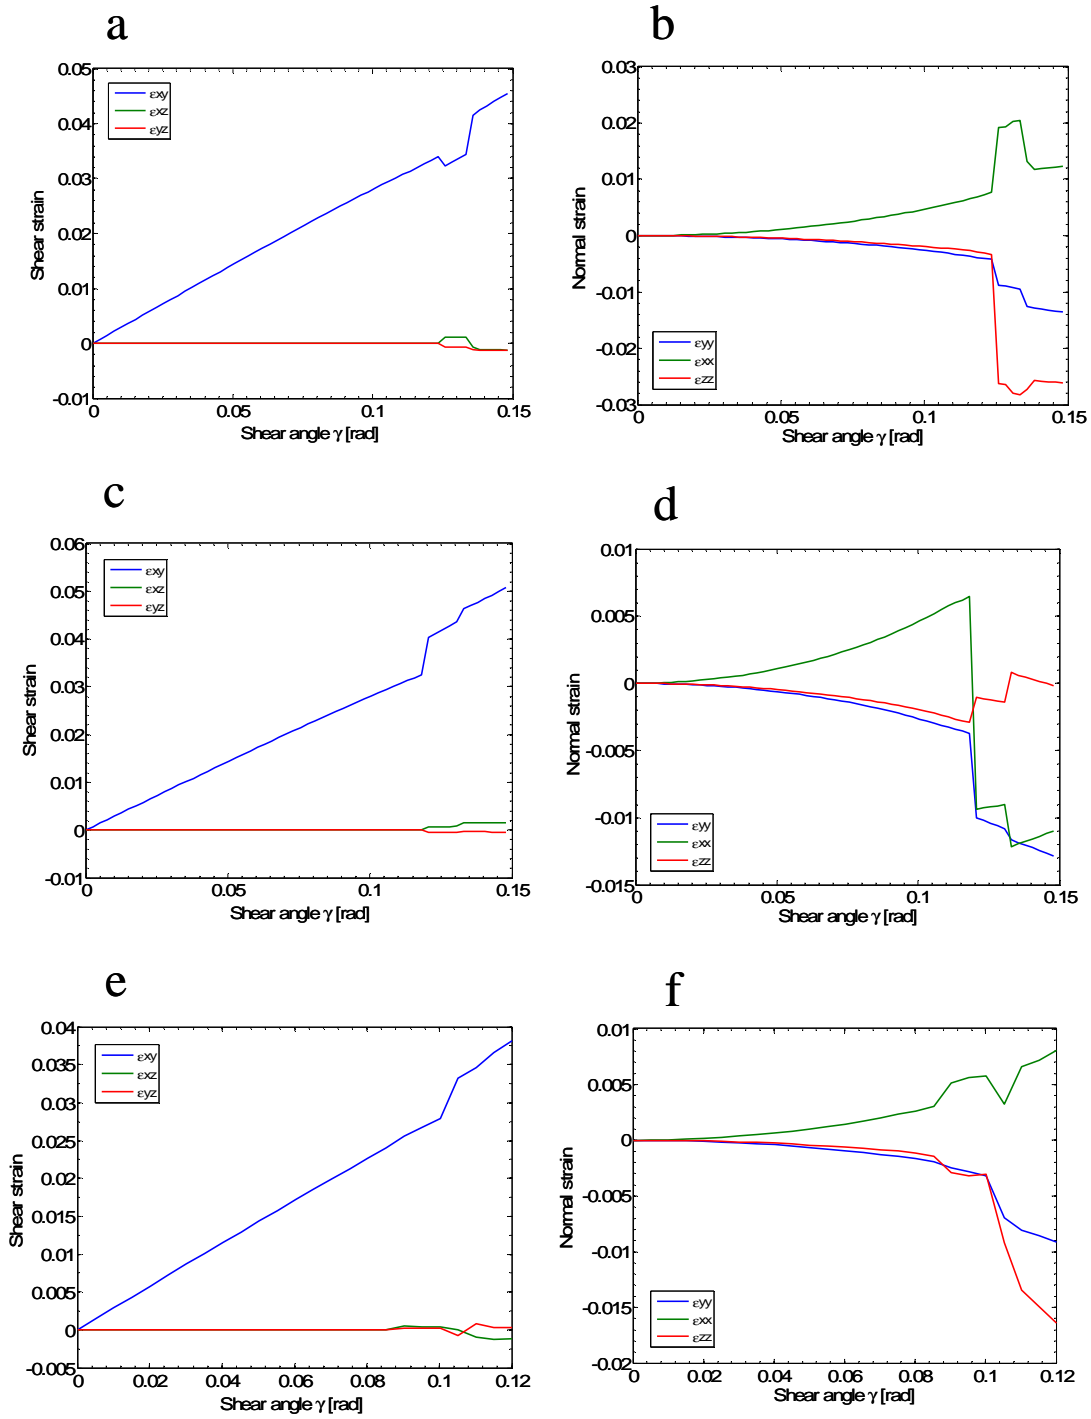 a
0.05
0.04
0.03
0.02
0.01
0
-0.01
Shear strain
εxy
εxz
εyz
0
0.05
0.1
0.15
Shear angle γ [rad]
b
0.03
0.02
0.01
0
-0.01
-0.02
-0.03
Normal strain
εyy
εxx
εzz
0
0.05
0.1
0.15
Shear angle γ [rad]
c
0.06
0.05
0.04
0.03
0.02
0.01
0
-0.01
Shear strain
εxy
εxz
εyz
0
0.05
0.1
0.15
Shear angle γ [rad]
d
0.01
0.005
0
-0.005
-0.01
-0.015
Normal strain
εyy
εxx
εzz
0
0.05
0.1
0.15
Shear angle γ [rad]
e
0.04
0.035
0.03
0.025
0.02
0.015
0.01
0.005
0
-0.005
Shear strain
εxy
εxz
εyz
0
0.02
0.04
0.06
0.08
0.1
0.12
Shear angle γ [rad]
f
0.01
0.005
0
-0.005
-0.01
-0.015
-0.02
Normal strain
εyy
εxx
εzz
0
0.02
0.04
0.06
0.08
0.1
0.12
Shear angle γ [rad]